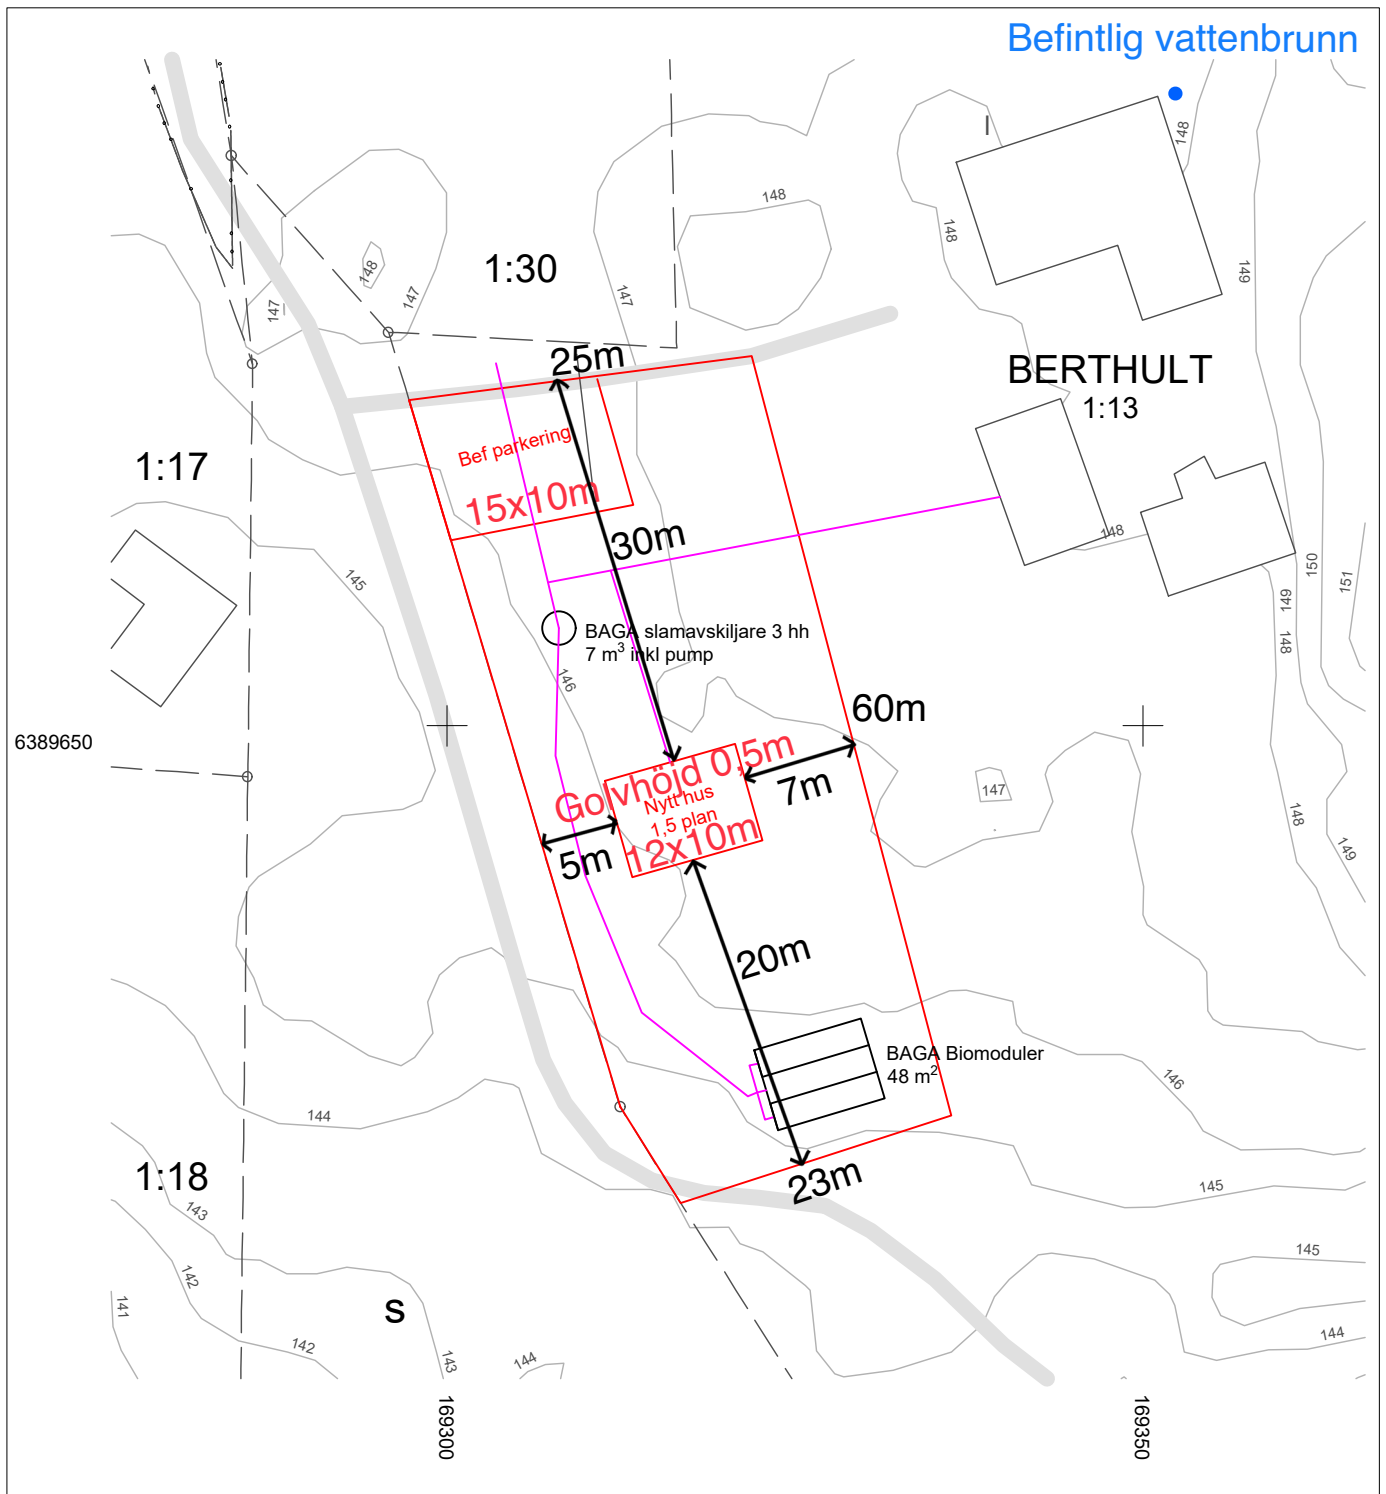 Befintlig vattenbrunn
148
148
148
148
147
147
147
148
149
1:30
25m
BERTHULT
1:13
Bef parkering
1:17
15x10m
30m
148
150
151
149
148
145
BAGA slamavskiljare 3 hh
7 m³ inkl pump
146
60m
6389650
Golvhöjd 0,5m
7m
147
Nytt hus
1,5 plan
12x10m
148
149
5m
20m
BAGA Biomoduler
48 m²
146
144
1:18
23m
145
143
142
145
141
S
144
142
143
144
169300
169350